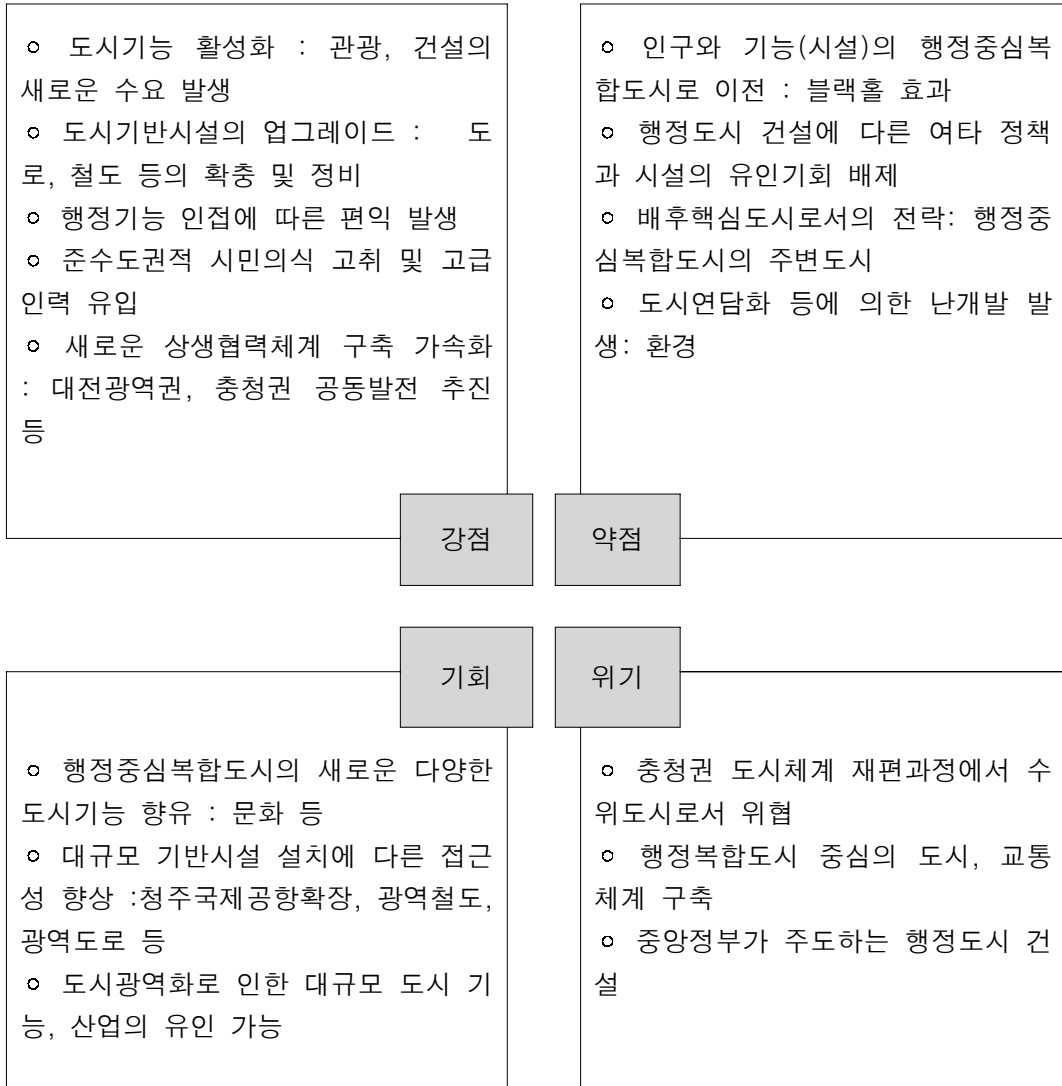 o 도시기능 활성화 : 관광, 건설의
새로운 수요 발생
o 도시기반시설의 업그레이드 : 도
로, 철도 등의 확충 및 정비
o 행정기능 인접에 따른 편익 발생
o 준수도권적 시민의식 고취 및 고급
인력 유입
o 새로운 상생협력체계 구축 가속화
: 대전광역권, 충청권 공동발전 추진
등
강점
o 인구와 기능(시설)의 행정중심복
합도시로 이전 : 블랙홀 효과
o 행정도시 건설에 다른 여타 정책
과 시설의 유인기회 배제
o 배후핵심도시로서의 전락: 행정중
심복합도시의 주변도시
o 도시연담화 등에 의한 난개발 발
생: 환경
약점
기회
o 행정중심복합도시의 새로운 다양한
도시기능 향유 : 문화 등
o 대규모 기반시설 설치에 다른 접근
성 향상 :청주국제공항확장, 광역철도,
광역도로 등
o 도시광역화로 인한 대규모 도시 기
능, 산업의 유인 가능
위기
o 충청권 도시체계 재편과정에서 수
위도시로서 위협
o 행정복합도시 중심의 도시, 교통
체계 구축
o 중앙정부가 주도하는 행정도시 건
설